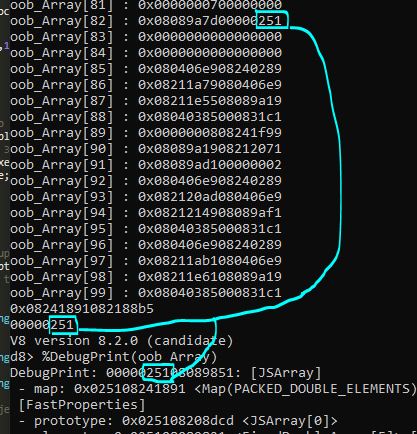 oob_Array[81] : 0x0000000700000000
oob_Array[82] : 0x08089a7d00000251
oob_Array[83] : 0x0000000000000000
oob_Array[84] : 0x0000000000000000
oob_Array[85] : 0x080406e908240289
oob_Array[86] : 0x08211a79080406e9
oob_Array[87] : 0x08211e5508089a19
oob_Array[88] : 0x08040385000831c1
oob_Array[89] : 0x0000000808241f99
oob_Array[90] : 0x08089a1908212071
oob_Array[91] : 0x08089ad100000002
oob_Array[92] : 0x080406e908240289
oob_Array[93] : 0x082120ad080406e9
oob_Array[94] : 0x0821214908089af1
oob_Array[95] : 0x08040385000831c1
oob_Array[96] : 0x080406e908240289
oob_Array[97] : 0x08211ab1080406e9
oob_Array[98] : 0x08211e6108089a19
oob_Array[99] : 0x08040385000831c1
0x08241891082188b5
00000251
V8 version 8.2.0 (candidate)
d8> %DebugPrint(oob_Array)
DebugPrint: 0000025108089851: [JSArray]
- map: 0x025108241891 <Map(PACKED_DOUBLE_ELEMENTS)
[FastProperties]
- prototype: 0x025108208dcd <JSArray[0]>